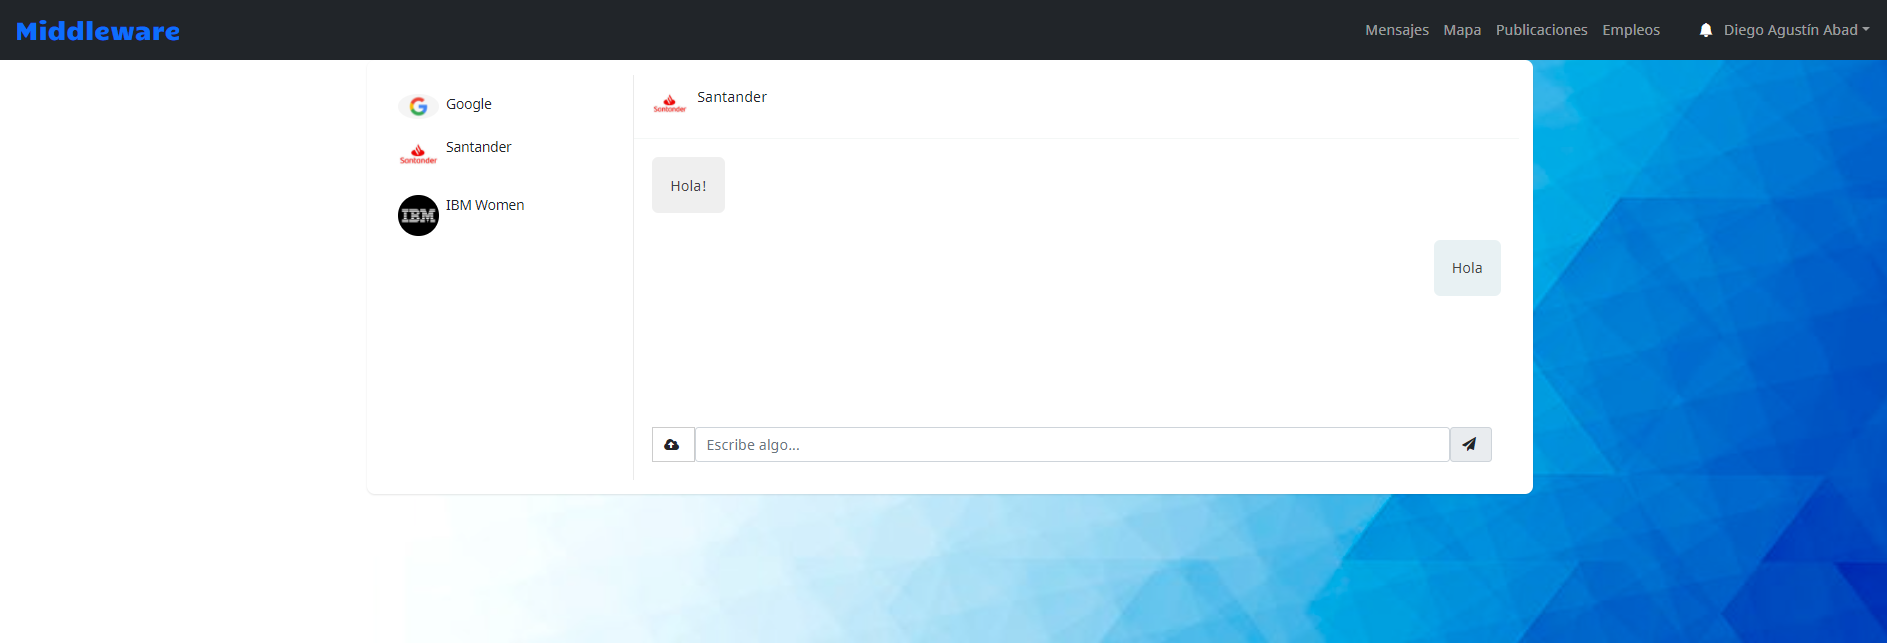 Middleware
Mensajes Mapa Publicaciones Empleos Diego Agustín Abad
Google
Santander
Santander
IBM
IBM Women
Santander
Santander
Hola!
Hola
Escribe algo...